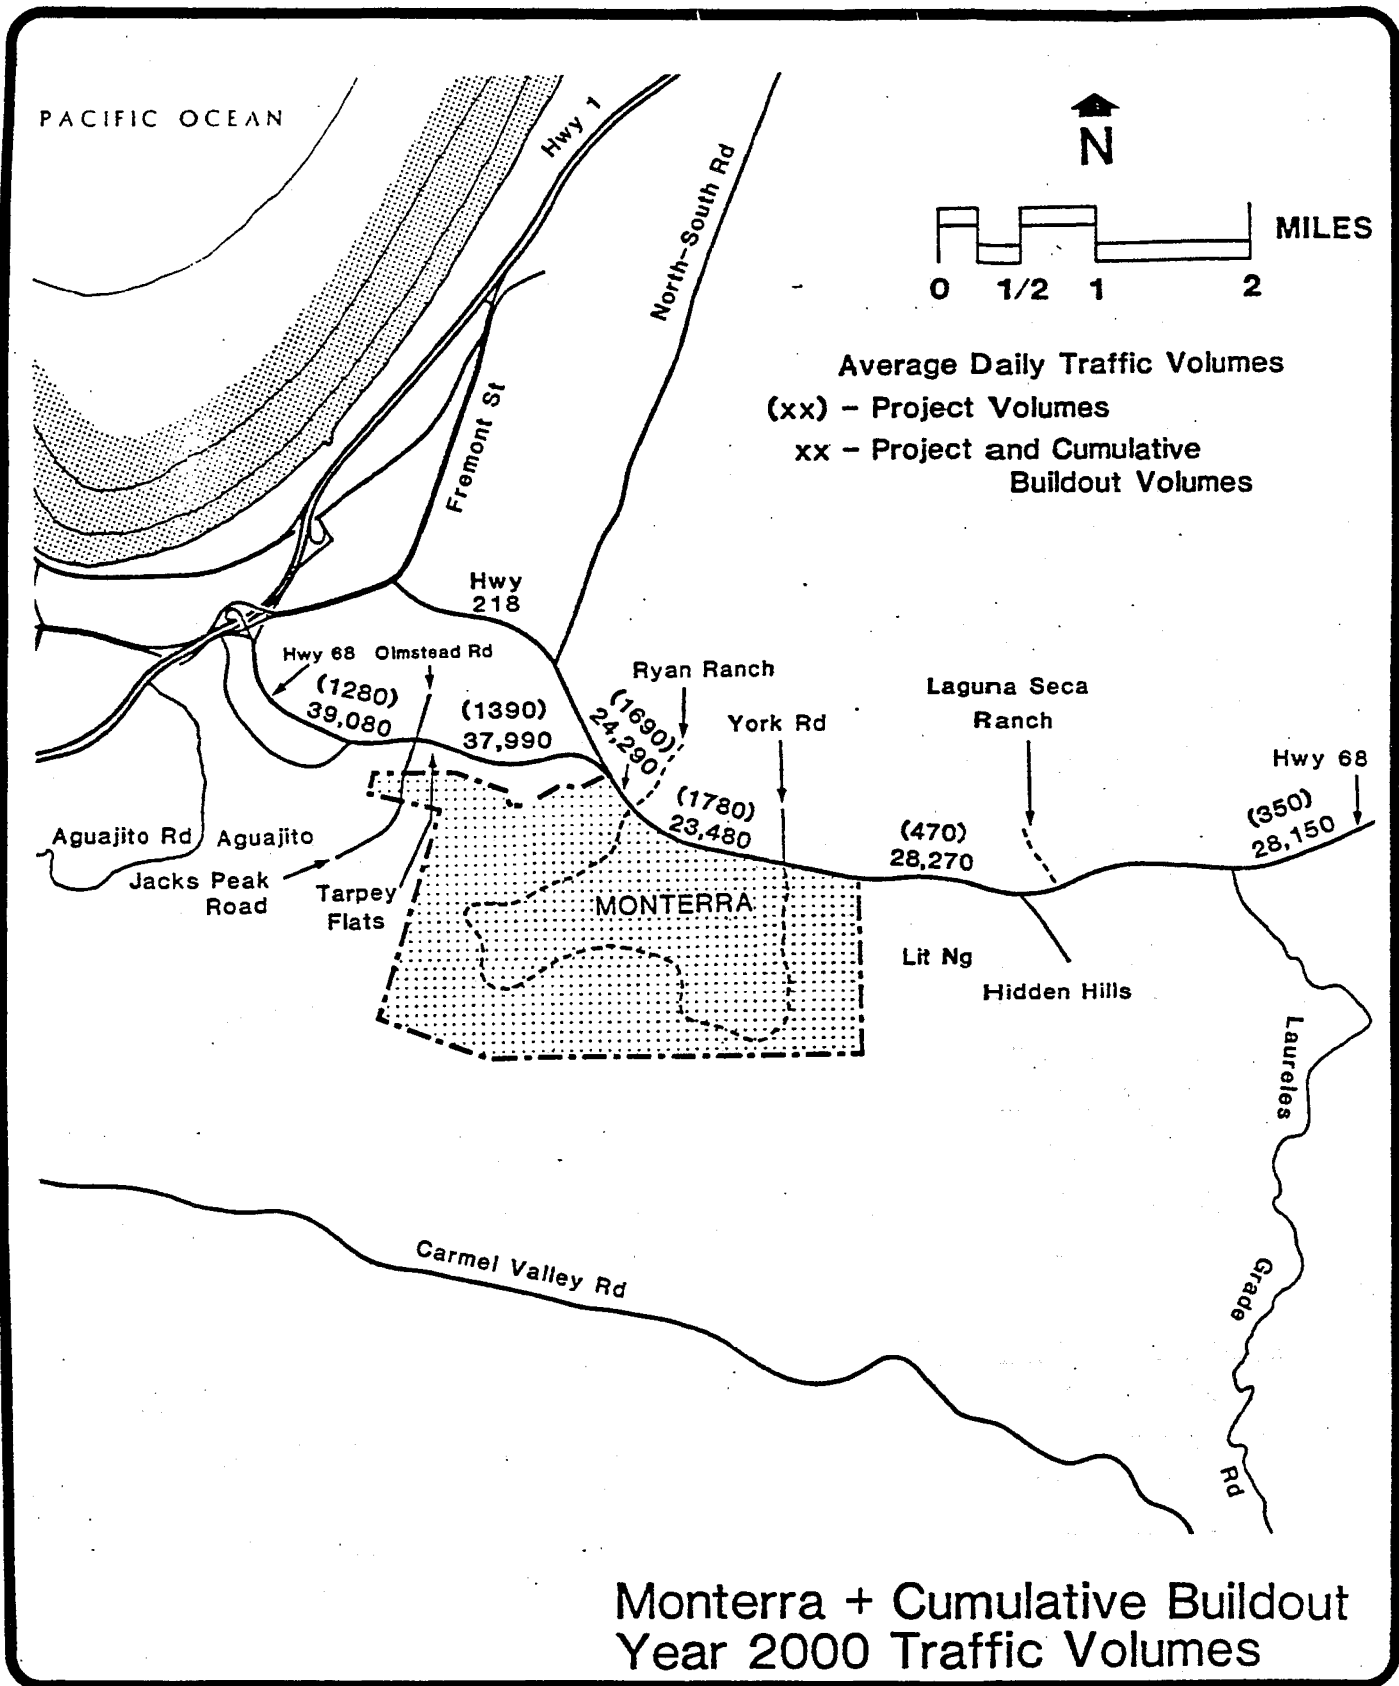 PACIFIC OCEAN
Hwy 1
North-South Rd
N
MILES
0 1/2 1 2
Average Daily Traffic Volumes
(xx) - Project Volumes
xx - Project and Cumulative
Buildout Volumes
Fremont St
Hwy
218
Hwy 68
Olmstead Rd
(1280)
39,080
(1390)
37,990
Ryan Ranch
(1690)
24,290
York Rd
(1780)
23,480
Laguna Seca
Ranch
(470)
28,270
Hwy 68
(350)
28,150
Aguajito Rd
Aguajito
Jacks Peak
Road
Tarpey
Flats
MONTERRA
Lit Ng
Hidden Hills
Laureles
Grade
Rd
Carmel Valley Rd
Monterra + Cumulative Buildout
Year 2000 Traffic Volumes